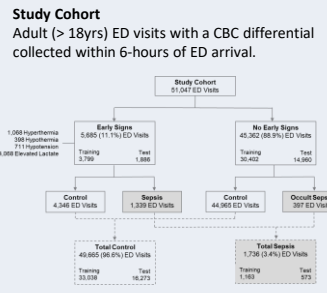 Study Cohort
Adult (> 18yrs) ED visits with a CBC differential
collected within 6-hours of ED arrival.
Study Cohort
51,047 ED Visits
1,068 Hyperthermia
398 Hypothermia
711 Hypotension
4,068 Elevated Lactate
Early Signs
5,685 (11.1%) ED Visits
Training Test
3,799 1,886
No Early Signs
45,362 (88.9%) ED Visits
Training Test
30,402 14,960
Control
4,346 ED Visits
Sepsis
1,339 ED Visits
Control
44,965 ED Visits
Occult Seps
397 ED Visit
Total Control
49,665 (96.6%) ED Visits
Training Test
33,038 16,273
Total Sepsis
1,736 (3.4%) ED Visits
Training Test
1,163 573